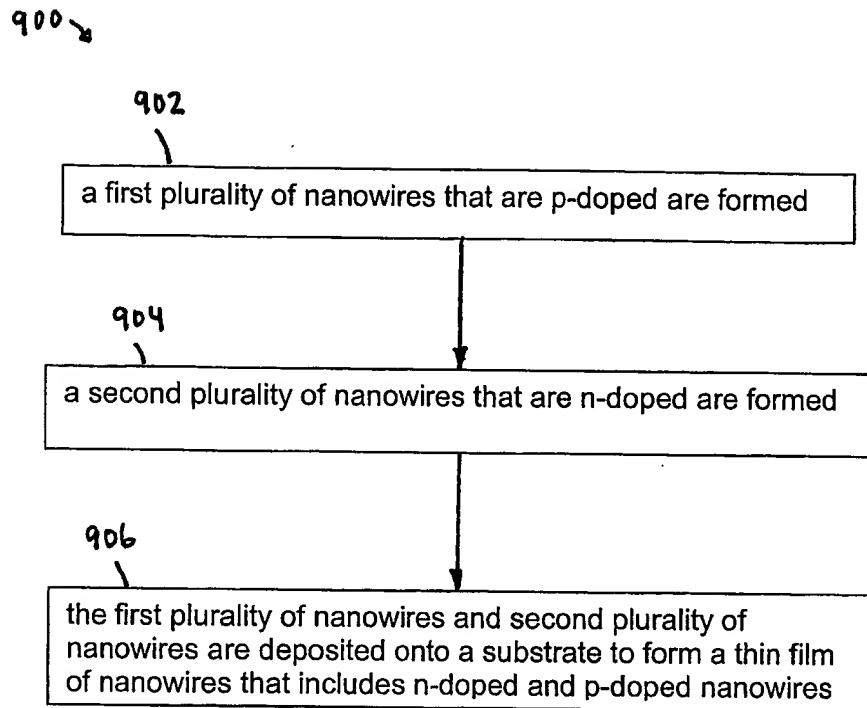 900
902
a first plurality of nanowires that are p-doped are formed
904
a second plurality of nanowires that are n-doped are formed
906
the first plurality of nanowires and second plurality of
nanowires are deposited onto a substrate to form a thin film
of nanowires that includes n-doped and p-doped nanowires